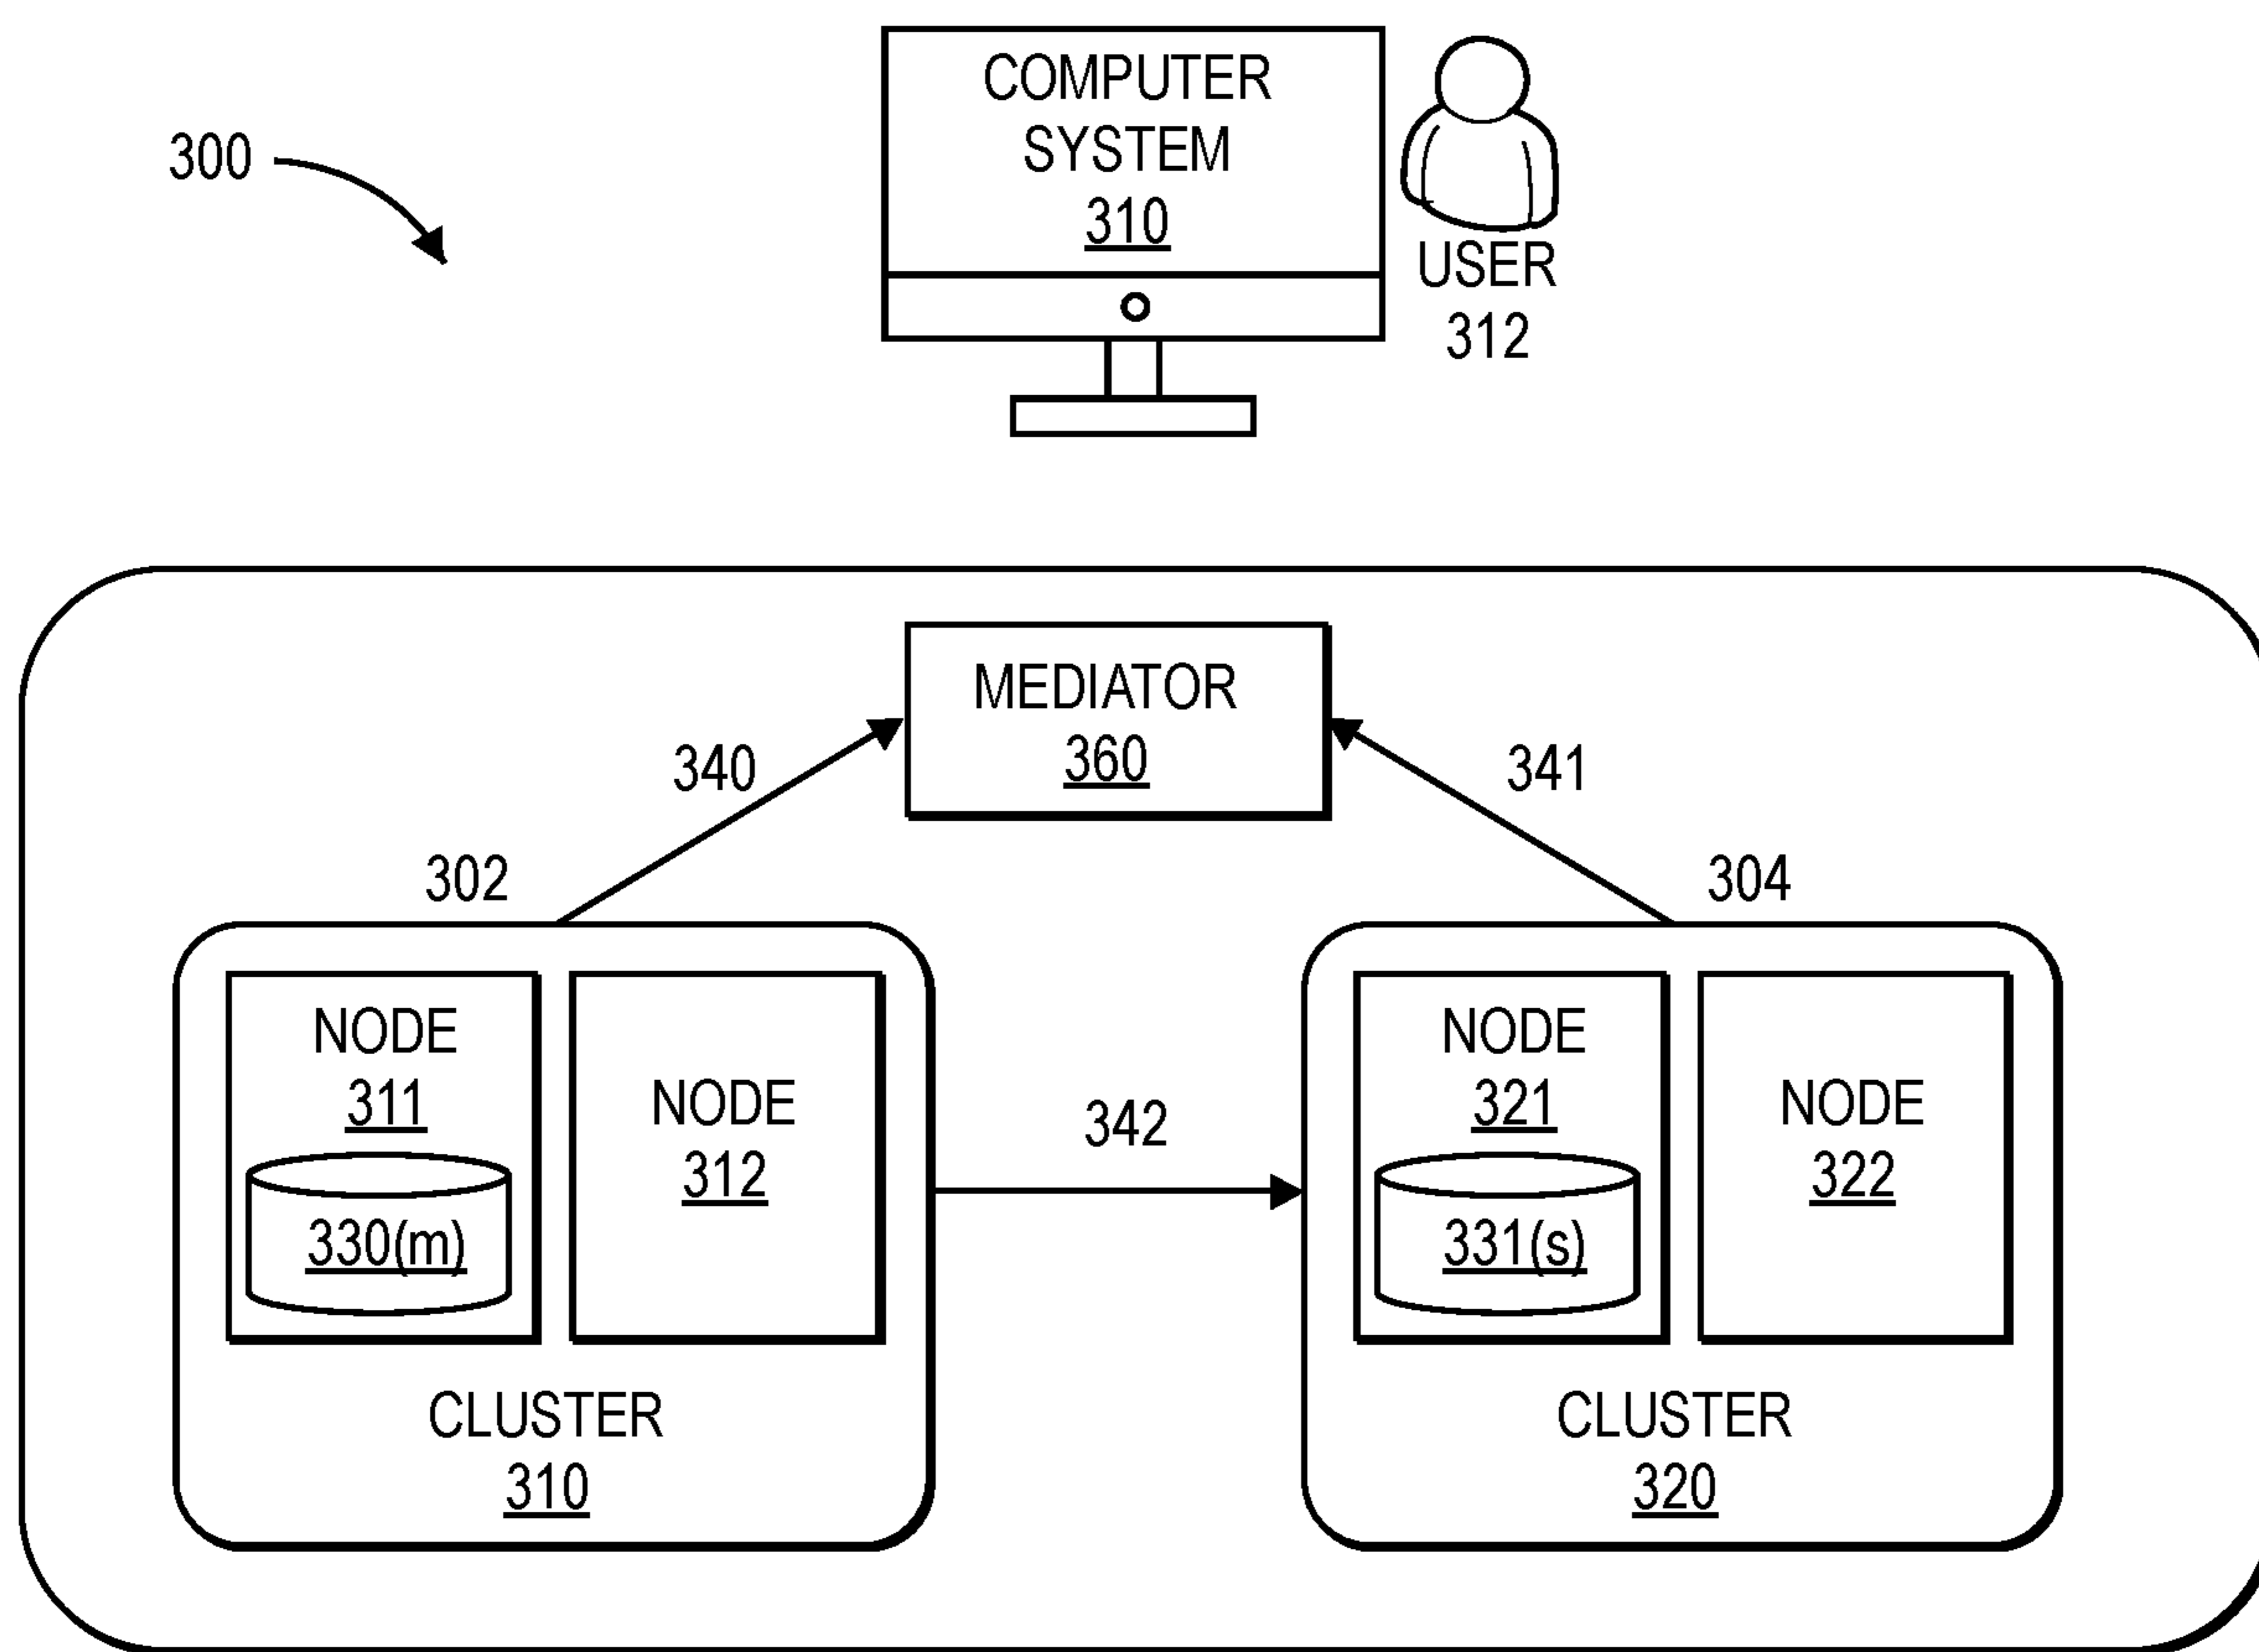 300
COMPUTER
SYSTEM
310
USER
312
MEDIATOR
360
340
341
302
304
NODE
311
330(m)
NODE
312
CLUSTER
310
342
NODE
321
331(s)
NODE
322
CLUSTER
320